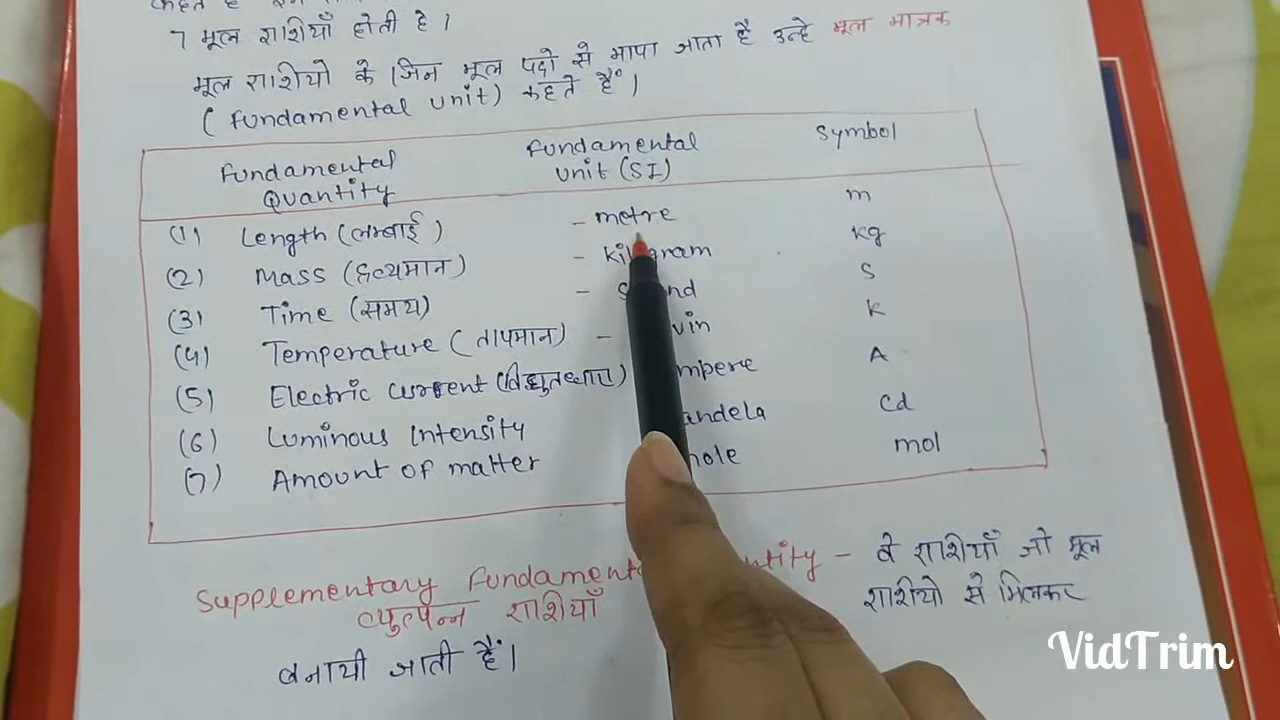 कहते है
7 मूल राशियाँ होती है।
मूल राशियो के जिन मूल पदो से मापा जाता है उन्हे मूल मात्रक
( fundamental unit) कहते हैं।
Fundamental Quantity Fundamental Unit (SI) Symbol
(1) Length (लम्बाई) - metre m
(2) Mass (द्रव्यमान) - kg
(3) Time (समय) - s
(4) Temperature (तापमान) - k
(5) Electric current (विद्युतधारा) A
(6) Luminous Intensity Cd
(7) Amount of matter mol
Supplementary fundamental - वे राशियाँ जो मूल
व्युत्पन्न राशियाँ राशियो से मिलकर
बनायी जाती हैं।
VidTrim